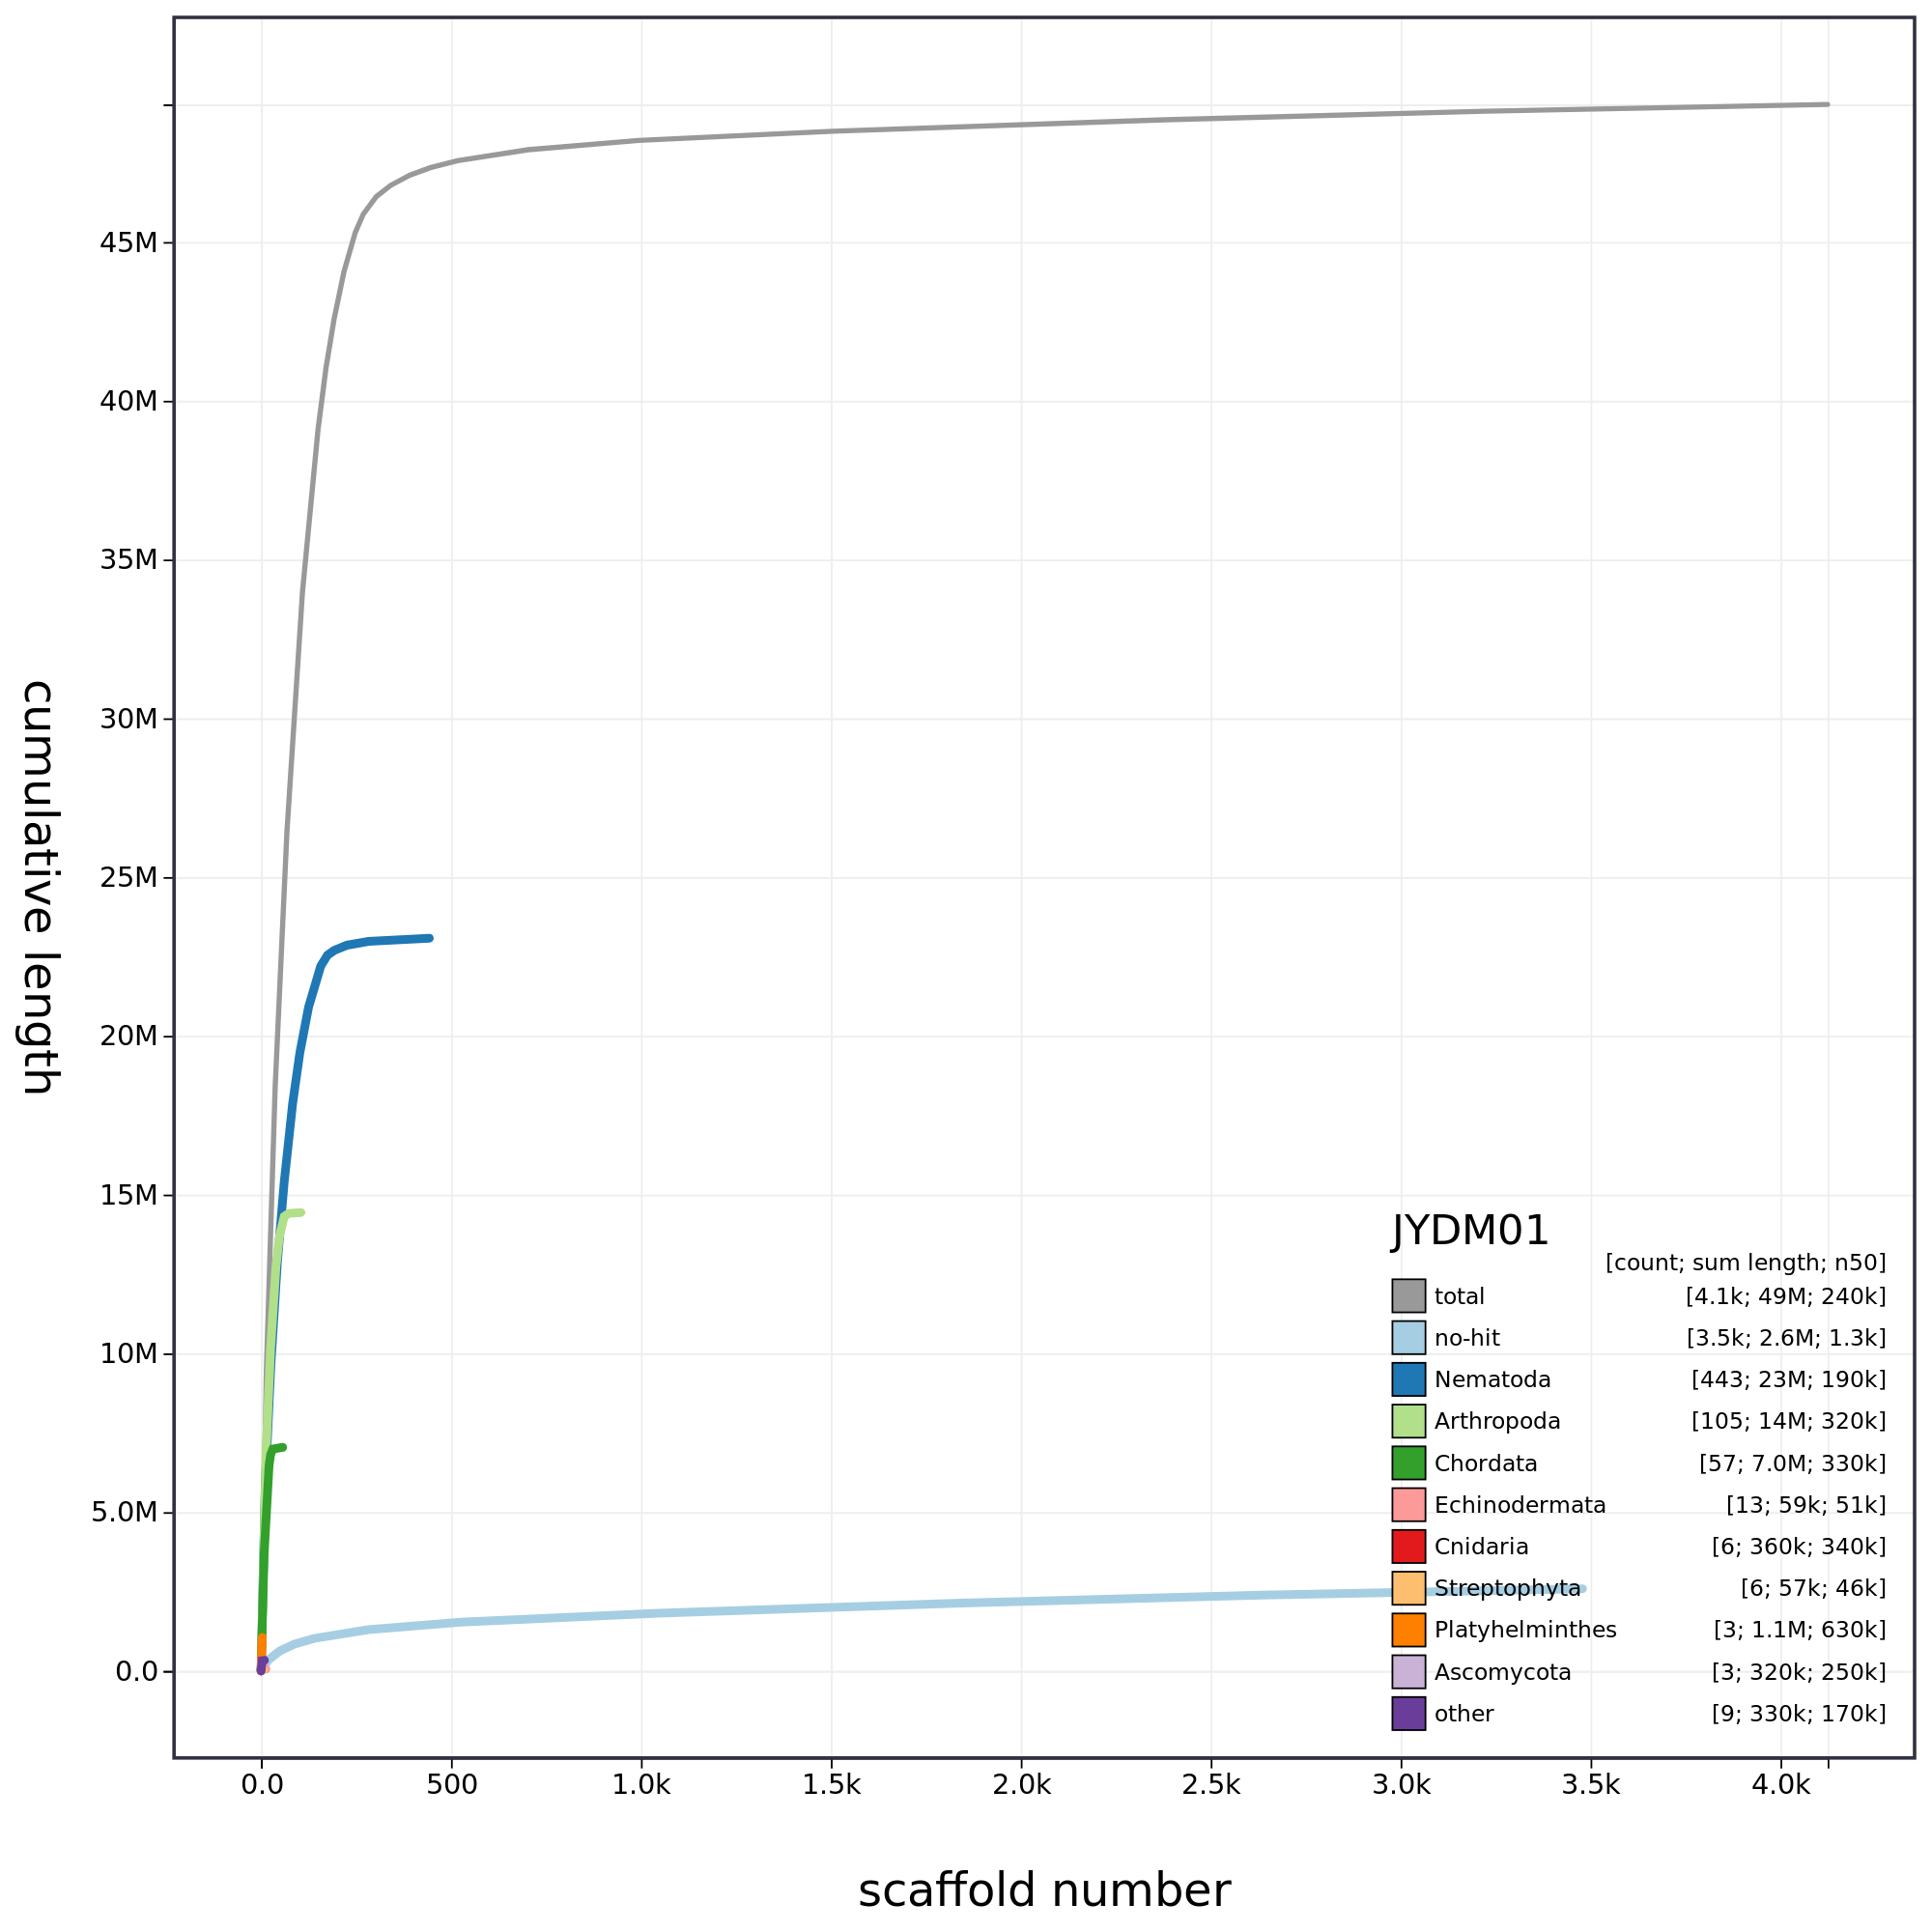 cumulative length
45M
40M
35M
30M
25M
20M
15M
10M
5.0M
0.0
JYDM01
[count; sum length; n50]
total [4.1k; 49M; 240k]
no-hit [3.5k; 2.6M; 1.3k]
Nematoda [443; 23M; 190k]
Arthropoda [105; 14M; 320k]
Chordata [57; 7.0M; 330k]
Echinodermata [13; 59k; 51k]
Cnidaria [6; 360k; 340k]
Streptophyta [6; 57k; 46k]
Platyhelminthes [3; 1.1M; 630k]
Ascomycota [3; 320k; 250k]
other [9; 330k; 170k]
0.0 500 1.0k 1.5k 2.0k 2.5k 3.0k 3.5k 4.0k
scaffold number